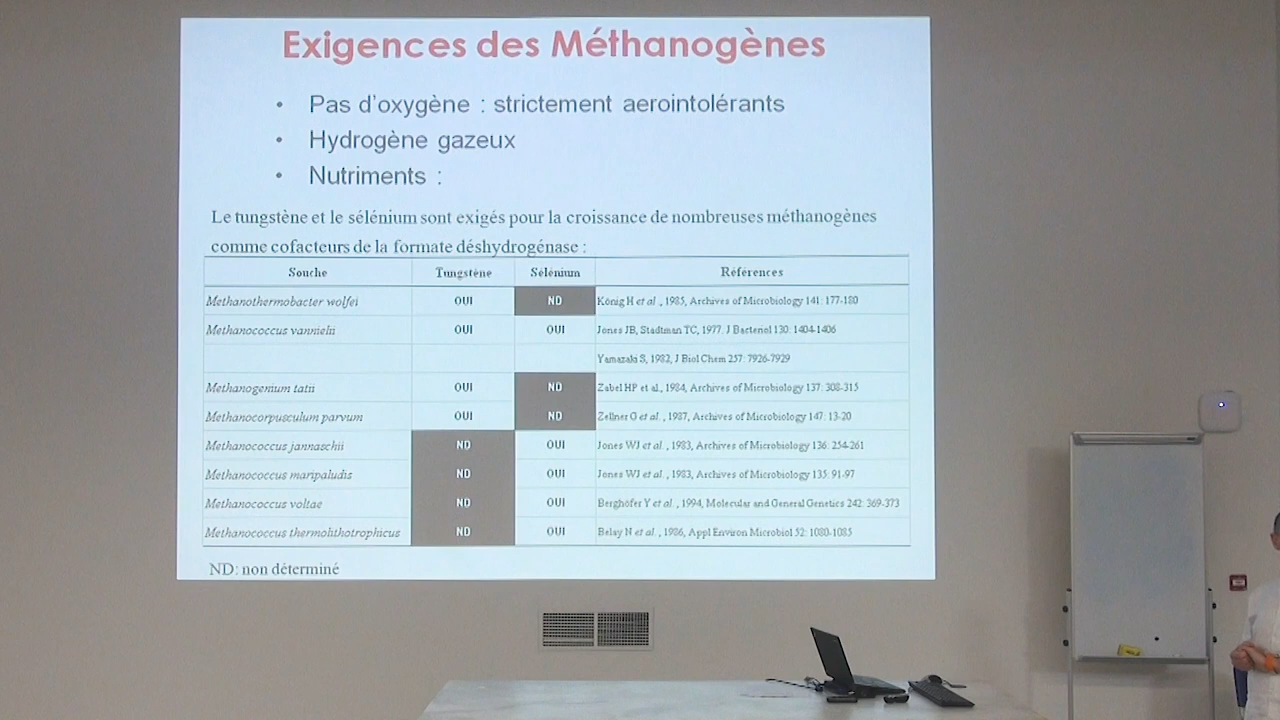 Exigences des Méthanogènes
• Pas d'oxygène : strictement aerointolérants
• Hydrogène gazeux
• Nutriments :
Le tungstène et le sélénium sont exigés pour la croissance de nombreuses méthanogènes
comme cofacteurs de la formate déshydrogénase :
Souche Tungstène Sélénium Références
Methanothermobacter wolfei OUI ND König H et al., 1985, Archives of Microbiology 141: 177-180
Methanococcus vannielii OUI OUI Jones JB, Stadtman TC, 1977. J Bacteriol 130: 1404-1406
Yamazaki S, 1982, J Biol Chem 257: 7926-7929
Methanogenium tatii OUI ND Zabel HP et al., 1984, Archives of Microbiology 137: 308-315
Methanocorpusculum parvum OUI ND Zellner G et al., 1987, Archives of Microbiology 147: 13-20
Methanococcus jannaschii ND OUI Jones WJ et al., 1983, Archives of Microbiology 136: 254-261
Methanococcus maripaludis ND OUI Jones WJ et al., 1983, Archives of Microbiology 135: 91-97
Methanococcus voltae ND OUI Berghöfer Y et al., 1994, Molecular and General Genetics 242: 369-373
Methanococcus thermolithotrophicus ND OUI Belay N et al., 1986, Appl Environ Microbiol 52: 1080-1085
ND: non déterminé